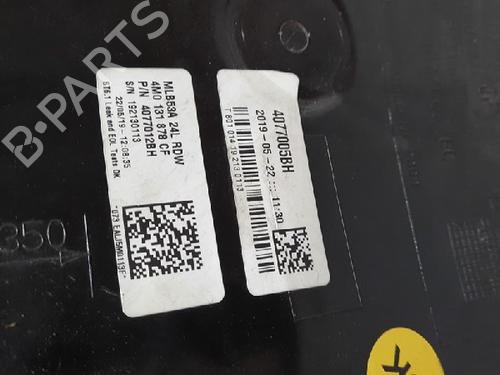 MLB53A 24L RDW
4M0 131 878 CF
P/N 4077012BH
S/N 192130113
22/05/19 - 12:08:35
ST6.1 Leak and EOL Tests OK
4077005BH
2019-05-22
11:30
350
B-PARTS